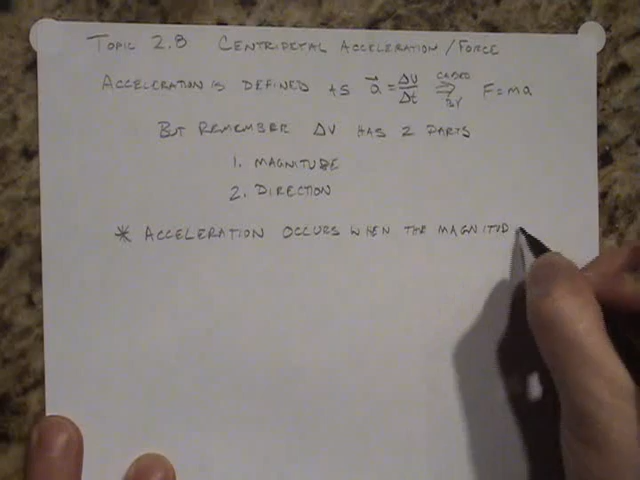 TOPIC 2.8 CENTRIPETAL ACCELERATION / FORCE
ACCELERATION IS DEFINED AS a⃗ = ΔV/Δt CAUSED ⇒ BY F=ma
BUT REMEMBER ΔV HAS 2 PARTS
1. MAGNITUDE
2. DIRECTION
* ACCELERATION OCCURS WHEN THE MAGNITUD